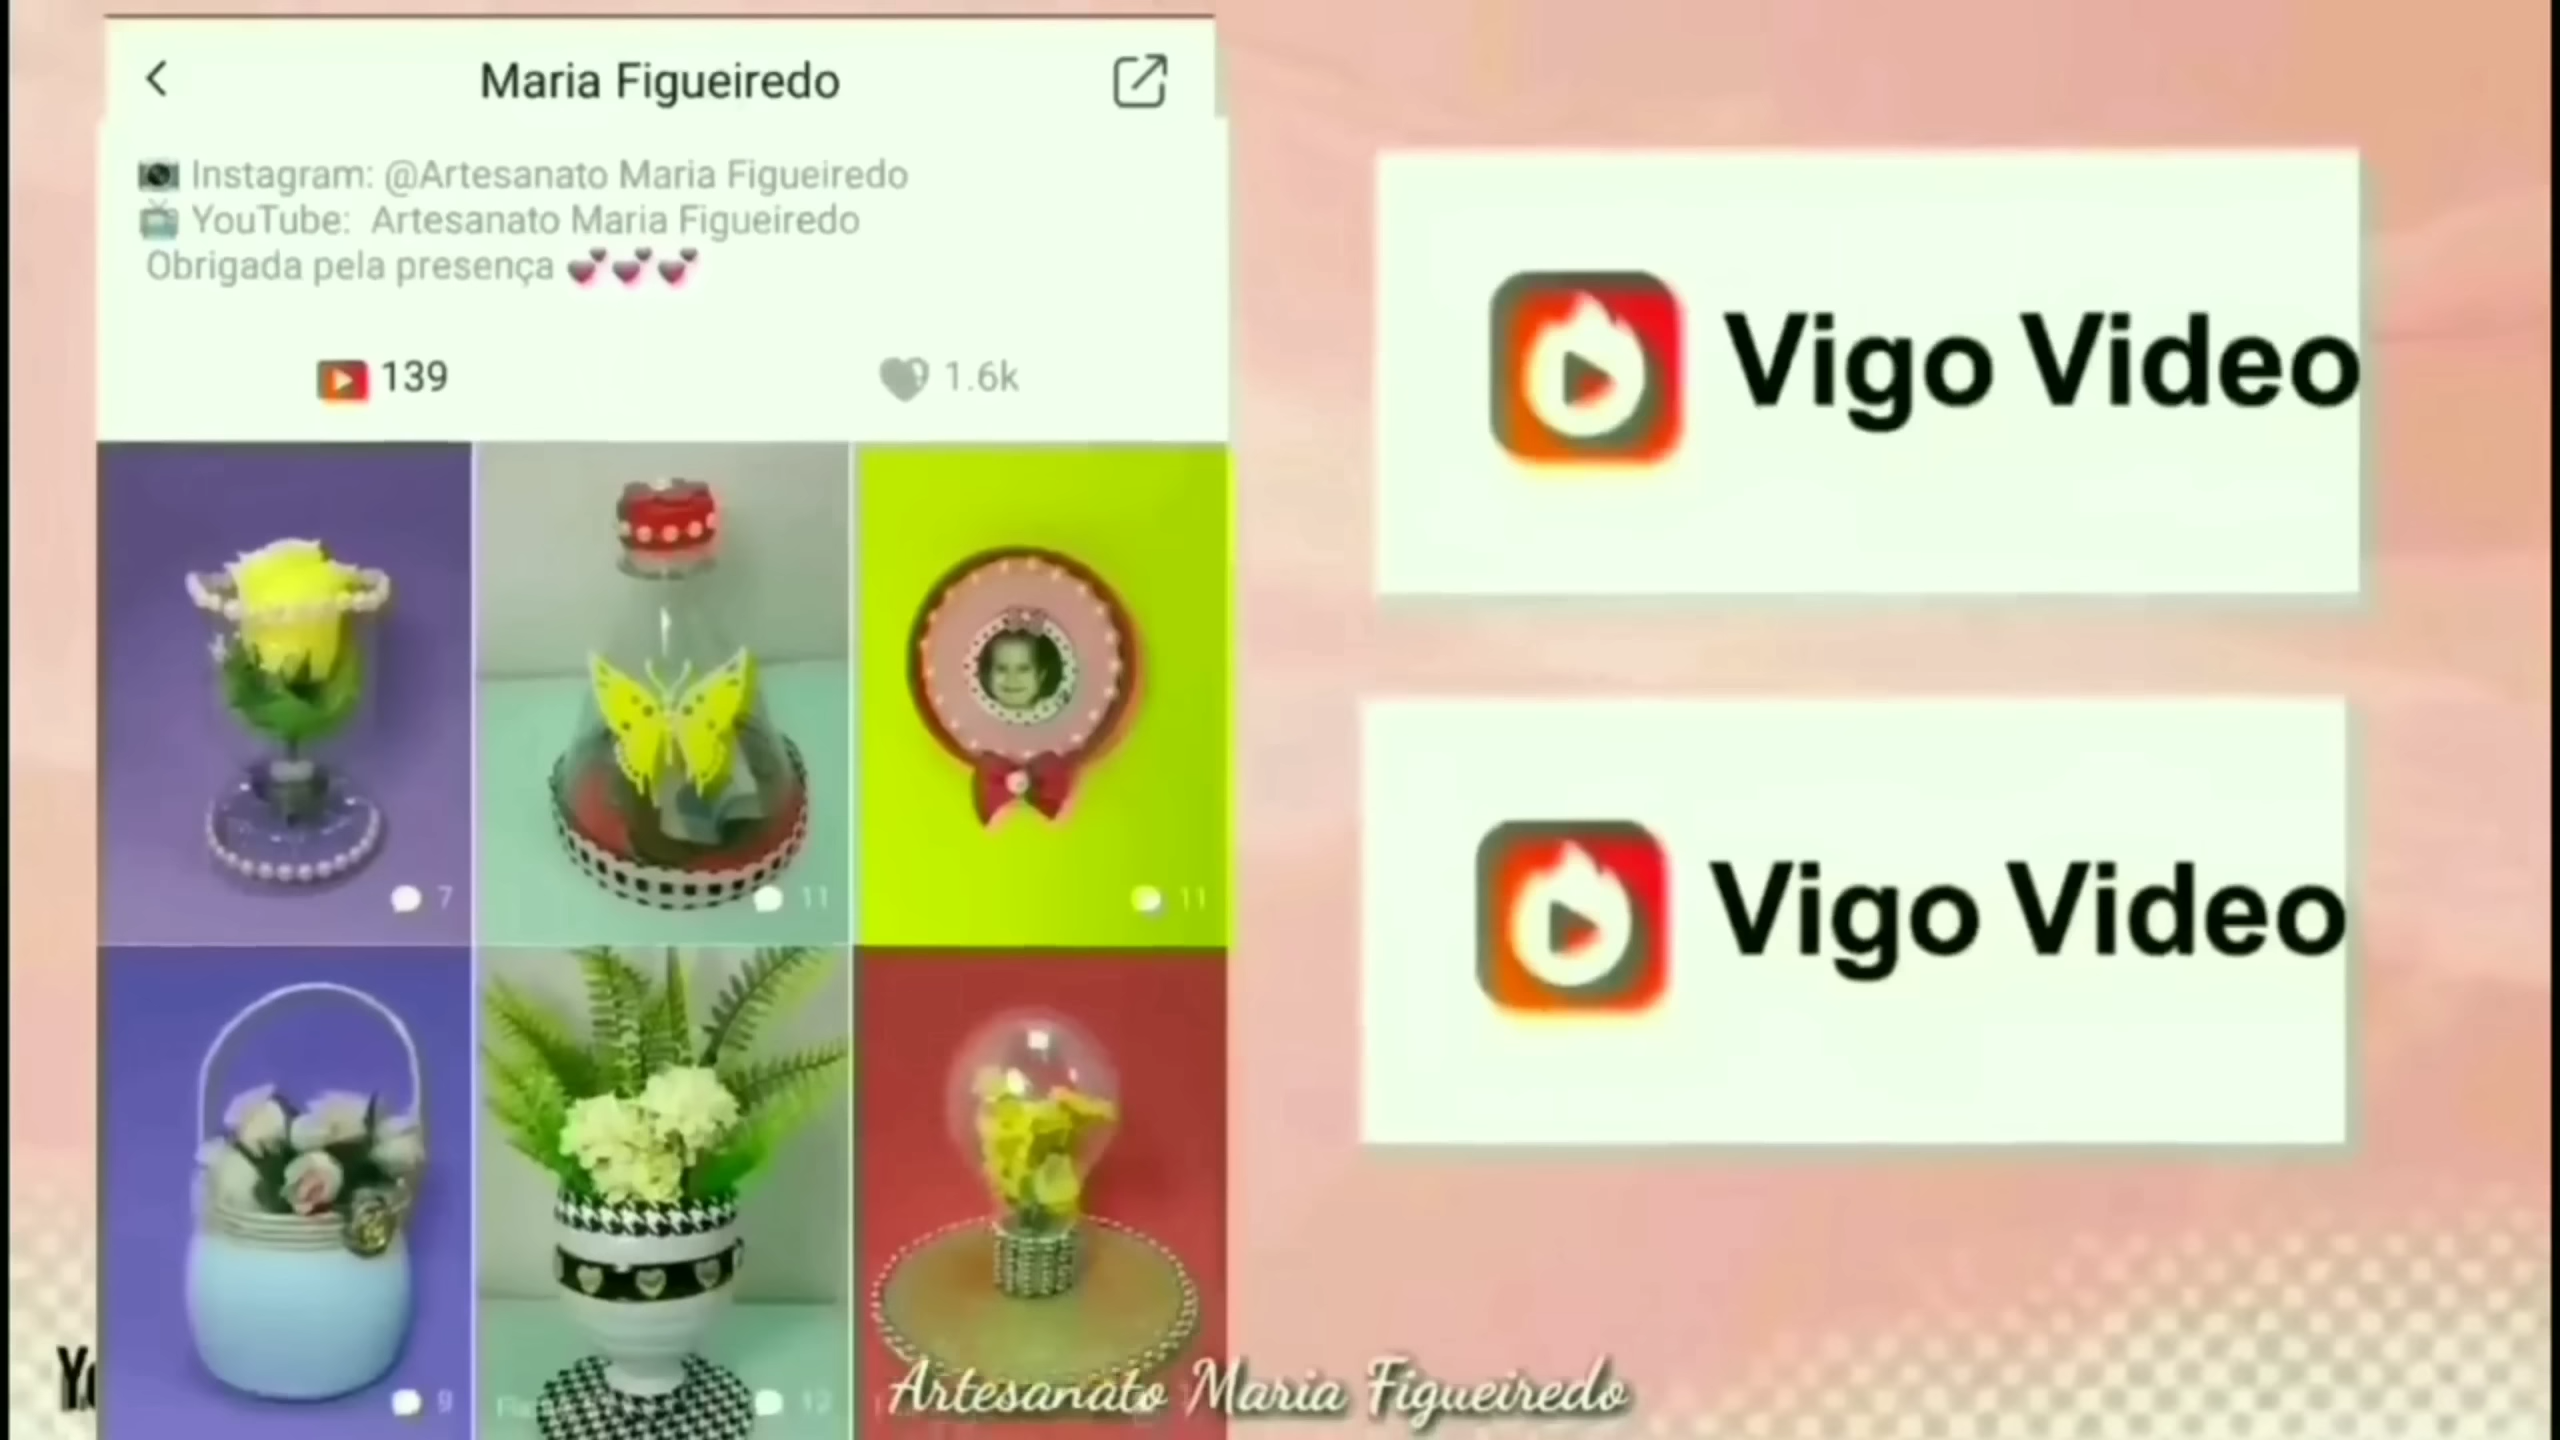 Maria Figueiredo
Instagram: @Artesanato Maria Figueiredo
YouTube: Artesanato Maria Figueiredo
Obrigada pela presença
139
1.6k
Vigo Video
7
11
11
Vigo Video
9
12
Artesanato Maria Figueiredo